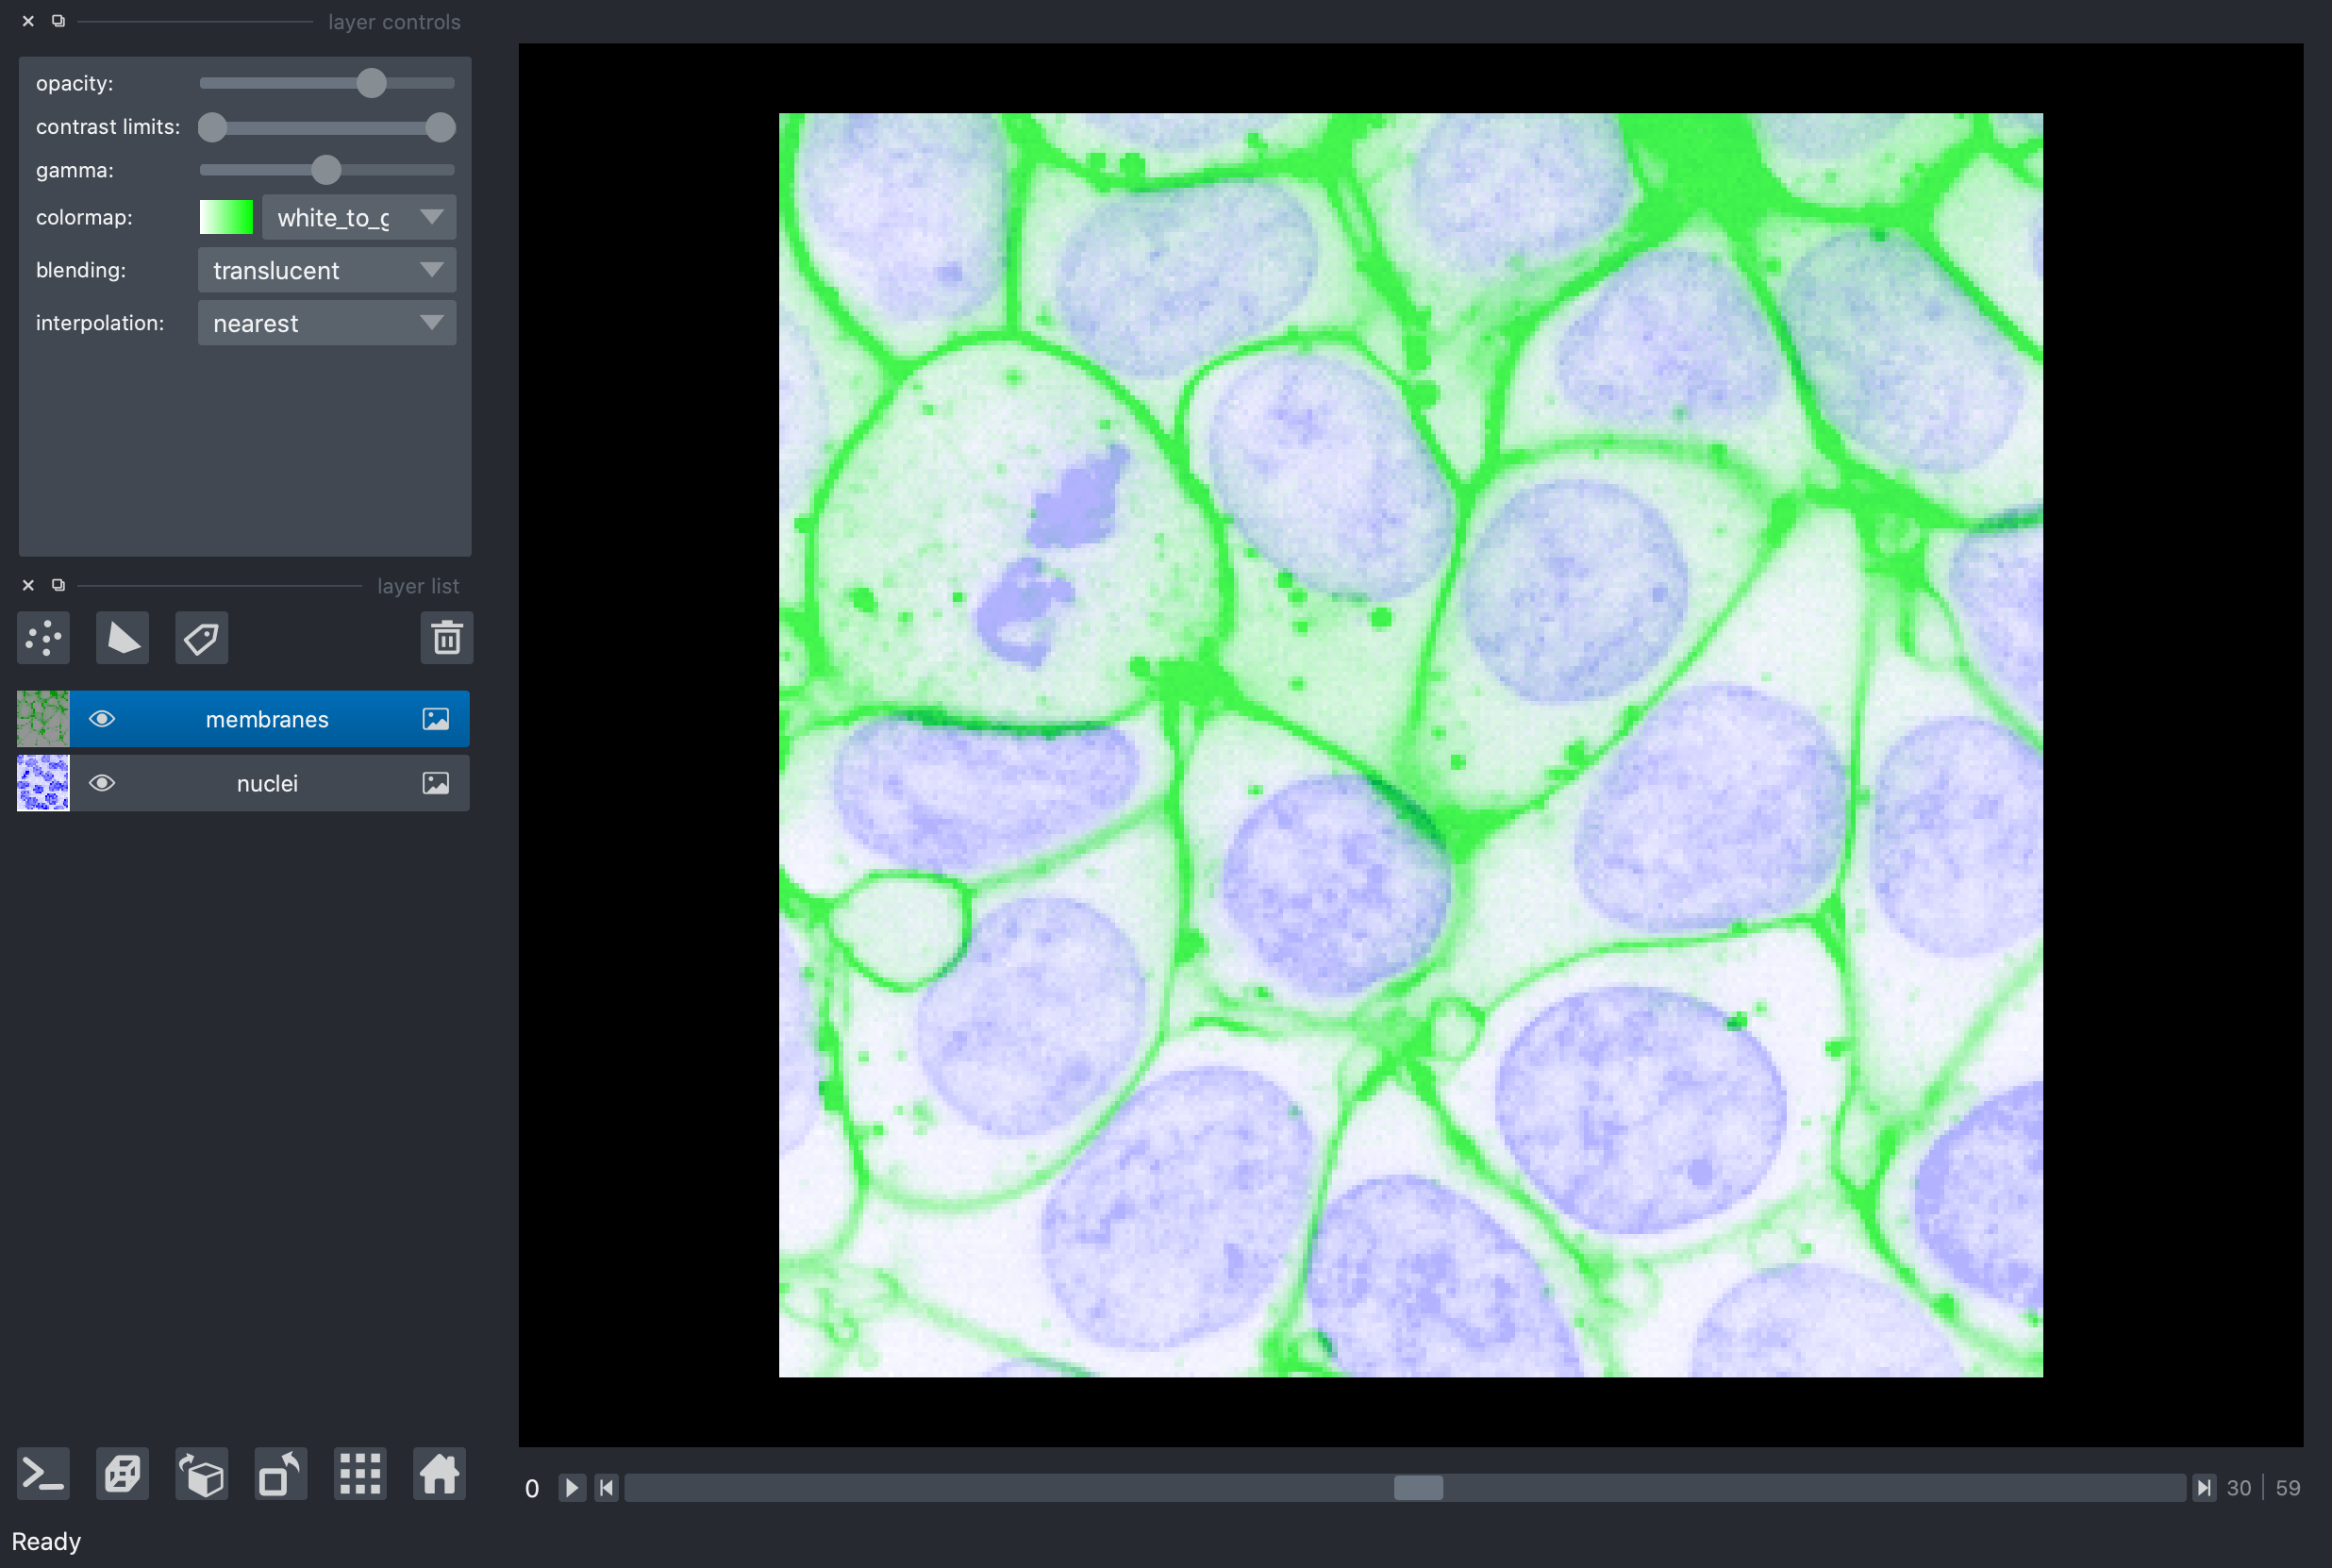 layer controls
opacity:
contrast limits:
gamma:
colormap: white_to_g
blending: translucent
interpolation: nearest
layer list
membranes
nuclei
0 30 59
Ready